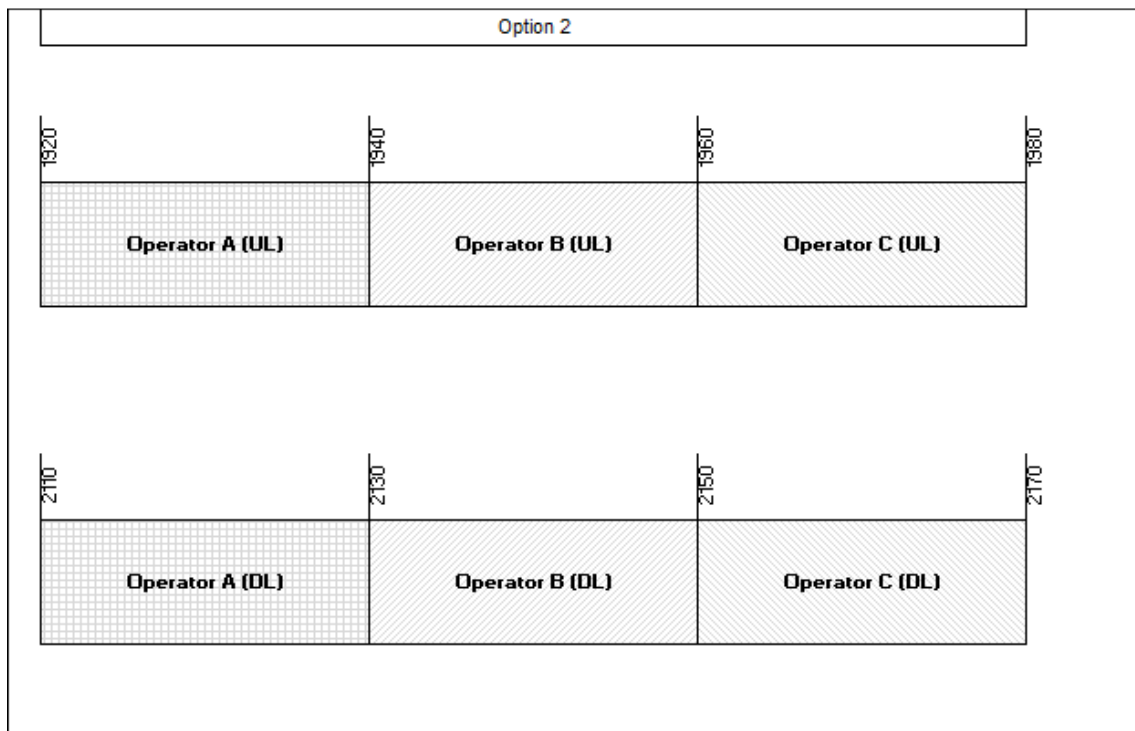 Option 2
1920 1940 1960 1980
Operator A (UL) Operator B (UL) Operator C (UL)
2110 2130 2150 2170
Operator A (DL) Operator B (DL) Operator C (DL)